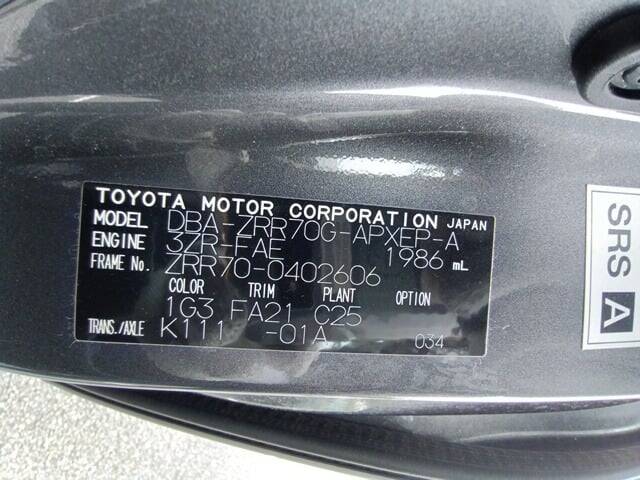 TOYOTA MOTOR CORPORATION JAPAN
MODEL DBA-ZRR70G-APXEP-A
ENGINE 3ZR-FAE 1986 mL
FRAME No. ZRR70-0402606
COLOR TRIM PLANT OPTION
1G3 FA21 C25
TRANS./AXLE K111 -01A 034
SRS A